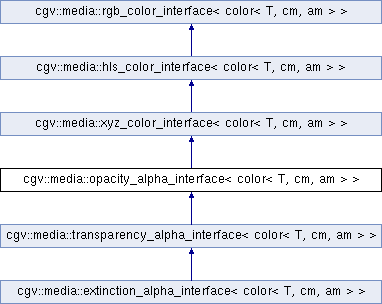 cgv::media::rgb_color_interface< color< T, cm, am > >
cgv::media::hls_color_interface< color< T, cm, am > >
cgv::media::xyz_color_interface< color< T, cm, am > >
cgv::media::opacity_alpha_interface< color< T, cm, am > >
cgv::media::transparency_alpha_interface< color< T, cm, am > >
cgv::media::extinction_alpha_interface< color< T, cm, am > >